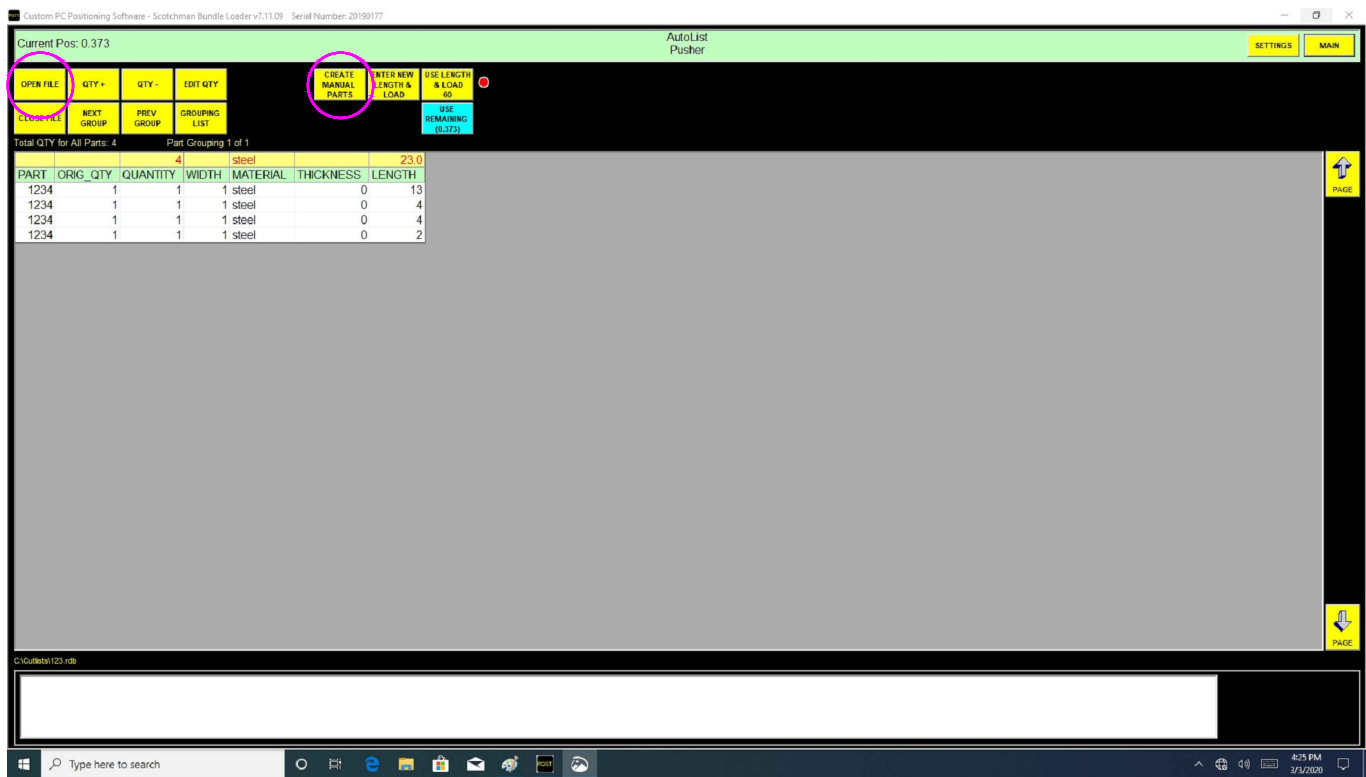 Custom PC Positioning Software - Scotchman Bundle Loader v7.11.09 Serial Number: 20190177
Current Pos: 0.373
AutoList
Pusher
SETTINGS
MAIN
OPEN FILE
QTY +
QTY -
EDIT QTY
CREATE
MANUAL
PARTS
ENTER NEW
LENGTH &
LOAD
USE LENGTH
& LOAD
60
CLOSE FILE
NEXT
GROUP
PREV
GROUP
GROUPING
LIST
USE
REMAINING
(0.373)
Total QTY for All Parts: 4 Part Grouping 1 of 1
4 steel 23.0
PART ORIG_QTY QUANTITY WIDTH MATERIAL THICKNESS LENGTH
1234 1 1 1 steel 0 13
1234 1 1 1 steel 0 4
1234 1 1 1 steel 0 4
1234 1 1 1 steel 0 2
PAGE
PAGE
C:\Cutlists\123.rdb
Type here to search
4:25 PM
3/3/2020